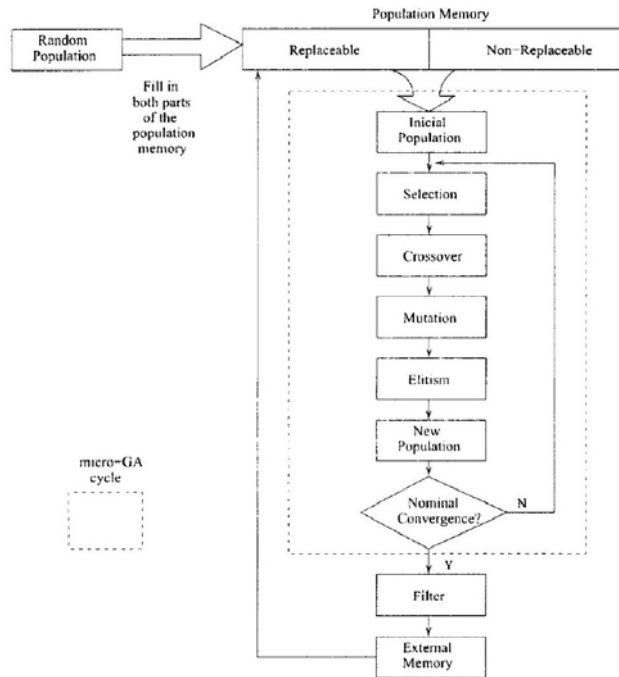 Population Memory
Random
Population
Replaceable
Non-Replaceable
Fill in
both parts
of the
population
memory
Inicial
Population
Selection
Crossover
Mutation
Elitism
New
Population
Nominal
Convergence?
N
Y
micro-GA
cycle
Filter
External
Memory